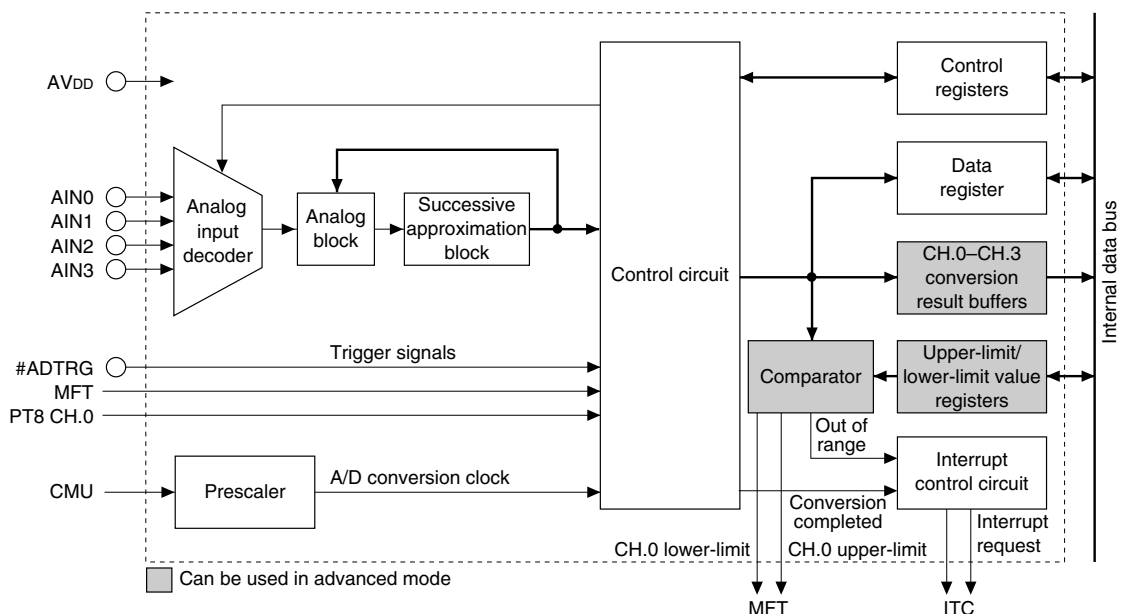 AVDD
AIN0
AIN1
AIN2
AIN3
#ADTRG
MFT
PT8 CH.0
CMU
Analog
input
decoder
Analog
block
Successive
approximation
block
Trigger signals
Prescaler
A/D conversion clock
Control circuit
Control
registers
Data
register
CH.0–CH.3
conversion
result buffers
Comparator
Upper-limit/
lower-limit value
registers
Out of
range
Interrupt
control circuit
Conversion
completed
Interrupt
request
CH.0 lower-limit
CH.0 upper-limit
MFT
ITC
Internal data bus
Can be used in advanced mode